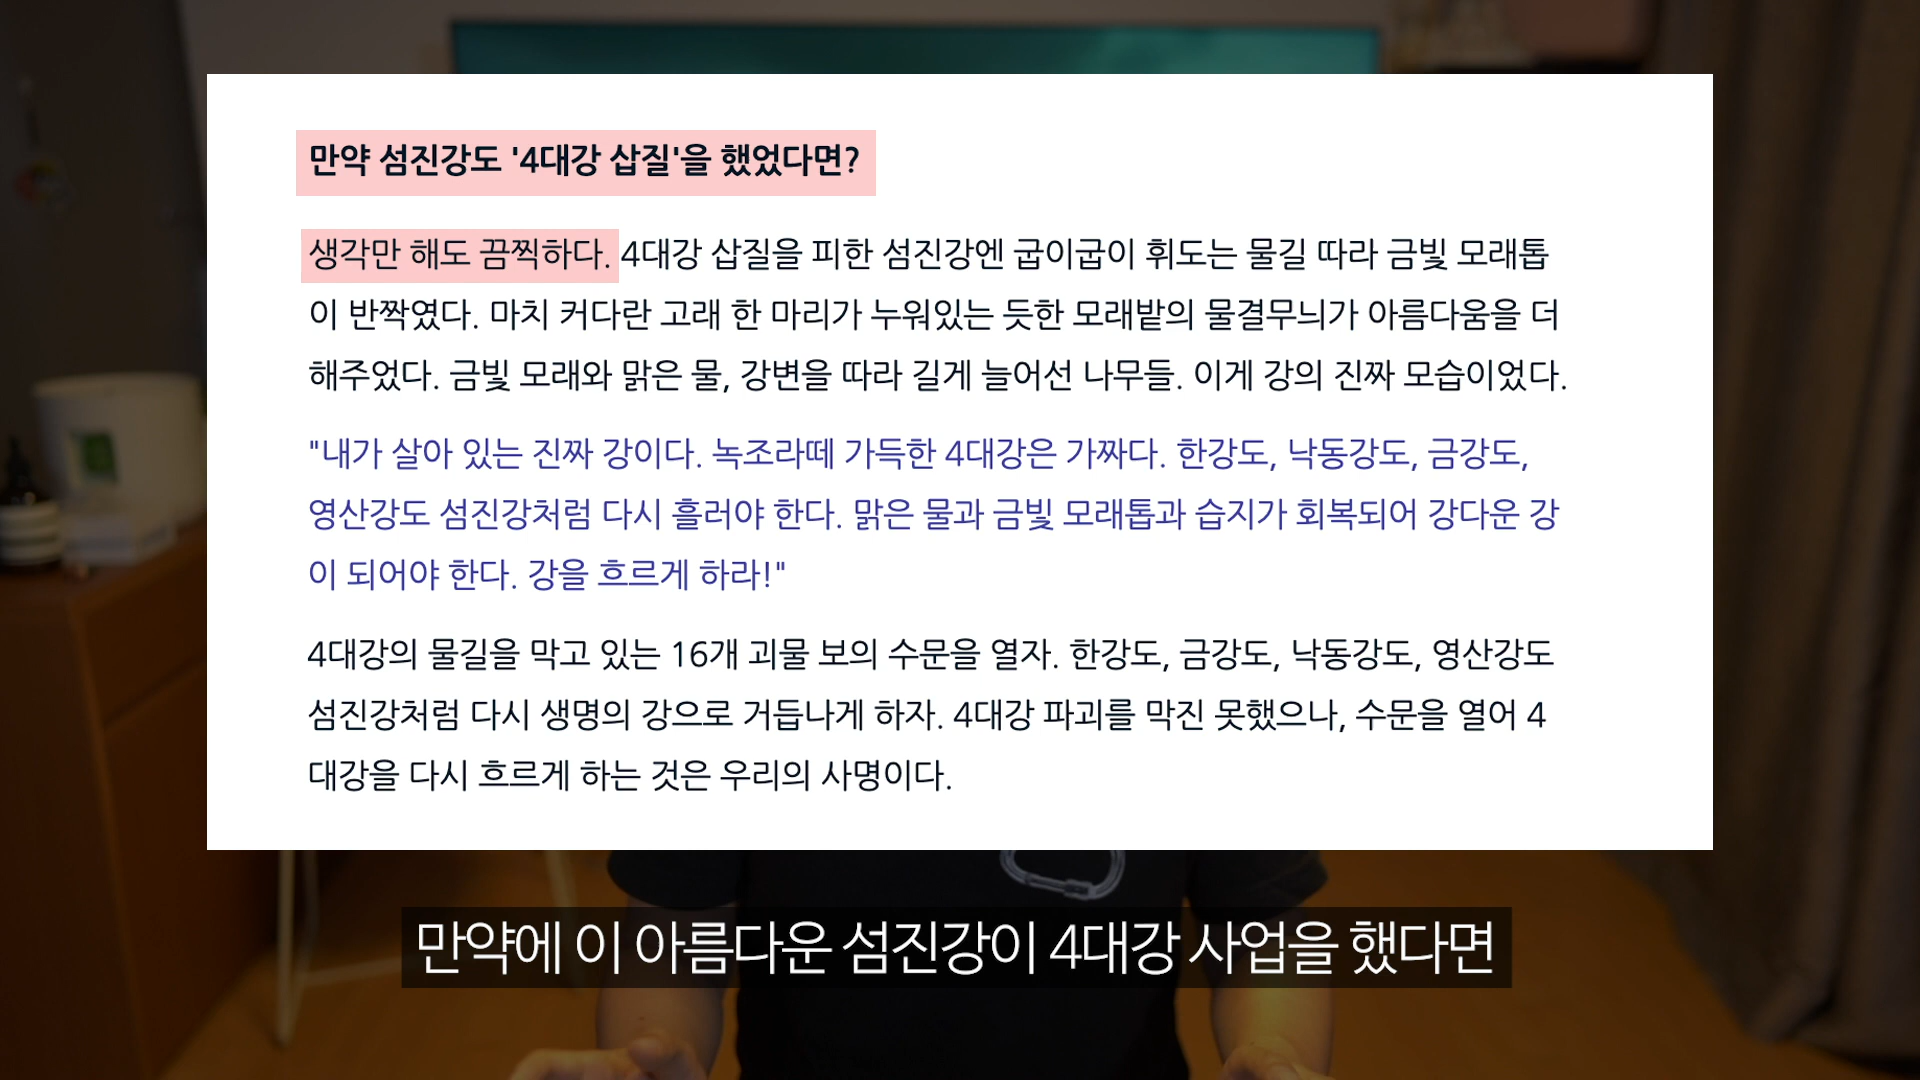 만약 섬진강도 '4대강 삽질'을 했었다면?
생각만 해도 끔찍하다. 4대강 삽질을 피한 섬진강엔 굽이굽이 휘도는 물길 따라 금빛 모래톱
이 반짝였다. 마치 커다란 고래 한 마리가 누워있는 듯한 모래밭의 물결무늬가 아름다움을 더
해주었다. 금빛 모래와 맑은 물, 강변을 따라 길게 늘어선 나무들. 이게 강의 진짜 모습이었다.
"내가 살아 있는 진짜 강이다. 녹조라떼 가득한 4대강은 가짜다. 한강도, 낙동강도, 금강도,
영산강도 섬진강처럼 다시 흘러야 한다. 맑은 물과 금빛 모래톱과 습지가 회복되어 강다운 강
이 되어야 한다. 강을 흐르게 하라!"
4대강의 물길을 막고 있는 16개 괴물 보의 수문을 열자. 한강도, 금강도, 낙동강도, 영산강도
섬진강처럼 다시 생명의 강으로 거듭나게 하자. 4대강 파괴를 막진 못했으나, 수문을 열어 4
대강을 다시 흐르게 하는 것은 우리의 사명이다.
만약에 이 아름다운 섬진강이 4대강 사업을 했다면